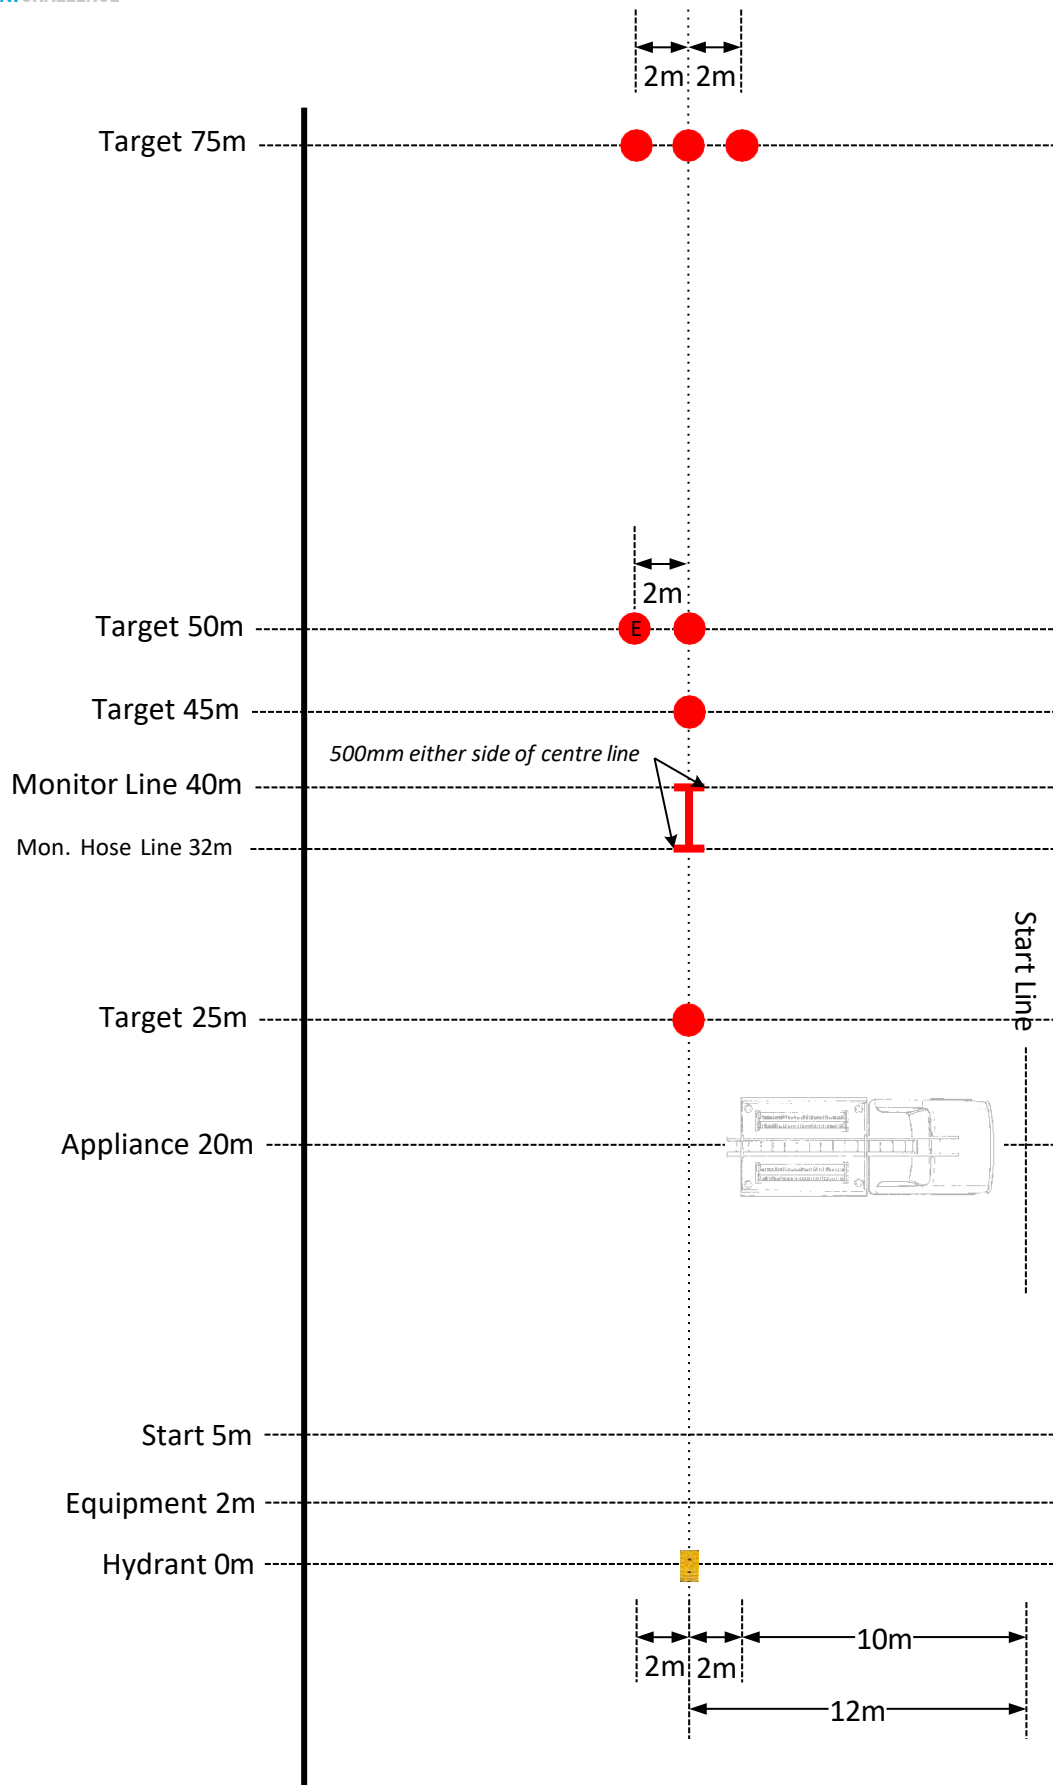 2m 2m
Target 75m
2m
Target 50m
E
Target 45m
500mm either side of centre line
Monitor Line 40m
Mon. Hose Line 32m
Start Line
Target 25m
Appliance 20m
Start 5m
Equipment 2m
Hydrant 0m
10m
2m 2m
12m